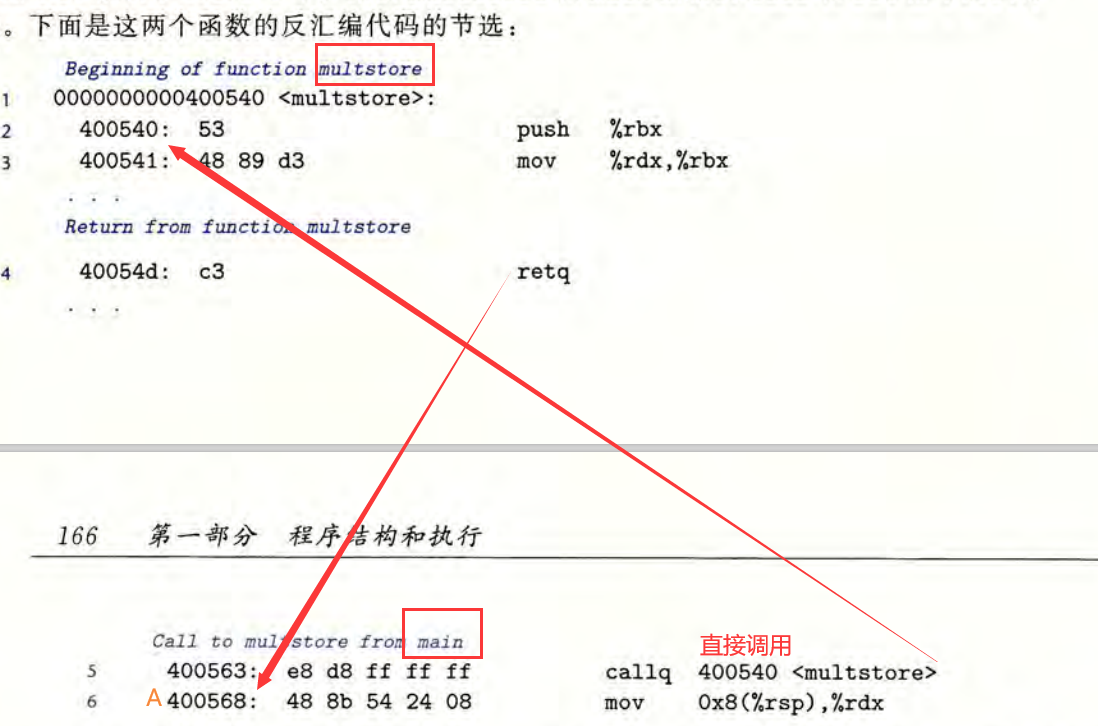 。下面是这两个函数的反汇编代码的节选：
Beginning of function multstore
1 0000000000400540 <multstore>:
2 400540: 53 push %rbx
3 400541: 48 89 d3 mov %rdx,%rbx
. . .
Return from function multstore
4 40054d: c3 retq
. . .
166 第一部分 程序结构和执行
Call to multstore from main
直接调用
5 400563: e8 d8 ff ff ff callq 400540 <multstore>
A
6 400568: 48 8b 54 24 08 mov 0x8(%rsp),%rdx